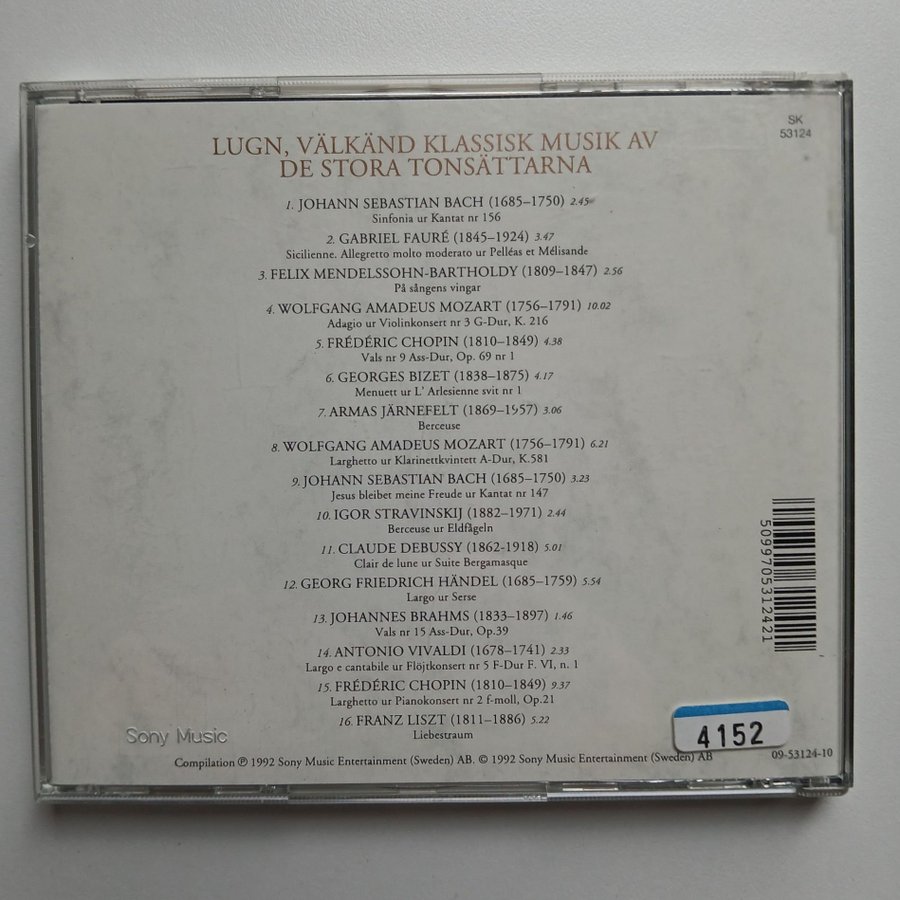 SK
53124
LUGN, VÄLKÄND KLASSISK MUSIK AV
DE STORA TONSÄTTARNA
1. JOHANN SEBASTIAN BACH (1685–1750) 2.45
Sinfonia ur Kantat nr 156
2. GABRIEL FAURÉ (1845–1924) 3.47
Sicilienne. Allegretto molto moderato ur Pelléas et Mélisande
3. FELIX MENDELSSOHN-BARTHOLDY (1809–1847) 2.56
På sångens vingar
4. WOLFGANG AMADEUS MOZART (1756–1791) 10.02
Adagio ur Violinkonsert nr 3 G-Dur, K. 216
5. FRÉDÉRIC CHOPIN (1810–1849) 4.38
Vals nr 9 Ass-Dur, Op. 69 nr 1
6. GEORGES BIZET (1838–1875) 4.17
Menuett ur L' Arlesienne svit nr 1
7. ARMAS JÄRNEFELT (1869–1957) 3.06
Berceuse
8. WOLFGANG AMADEUS MOZART (1756–1791) 6.21
Larghetto ur Klarinettkvintett A-Dur, K.581
9. JOHANN SEBASTIAN BACH (1685–1750) 3.23
Jesus bleibet meine Freude ur Kantat nr 147
10. IGOR STRAVINSKIJ (1882–1971) 2.44
Berceuse ur Eldfågeln
11. CLAUDE DEBUSSY (1862-1918) 5.01
Clair de lune ur Suite Bergamasque
12. GEORG FRIEDRICH HÄNDEL (1685–1759) 5.54
Largo ur Serse
13. JOHANNES BRAHMS (1833–1897) 1.46
Vals nr 15 Ass-Dur, Op.39
14. ANTONIO VIVALDI (1678–1741) 2.33
Largo e cantabile ur Flöjtkonsert nr 5 F-Dur F. VI, n. 1
15. FRÉDÉRIC CHOPIN (1810–1849) 9.37
Larghetto ur Pianokonsert nr 2 f-moll, Op.21
16. FRANZ LISZT (1811–1886) 5.22
Liebestraum
5099705312421
Sony Music
4152
Compilation ℗ 1992 Sony Music Entertainment (Sweden) AB. © 1992 Sony Music Entertainment (Sweden) AB
09-53124-10